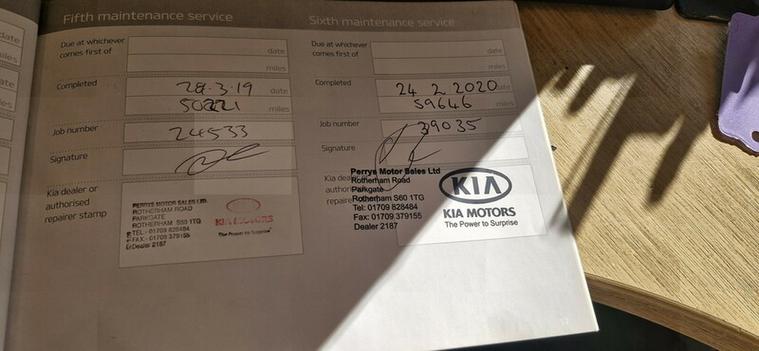 Fifth maintenance service
Due at whichever
comes first of
date
miles
Completed
28.3.19 date
50221 miles
Job number
24533
Signature
Kia dealer or
authorised
repairer stamp
PERRYS MOTOR SALES LTD.
ROTHERHAM ROAD
PARKGATE
ROTHERHAM S60 1TG
TEL - 01709 828484
FAX - 01709 379155
Dealer 2187
KIA MOTORS
The Power to Surprise
Sixth maintenance service
Due at whichever
comes first of
date
miles
Completed
24 2 2020 date
59646 miles
Job number
39035
Signature
Kia
repaire
Perrys Motor Sales Ltd
Rotherham Road
Parkgate
Rotherham S60 1TG
Tel: 01709 828484
Fax: 01709 379155
Dealer 2187
KIA
KIA MOTORS
The Power to Surprise
date
miles